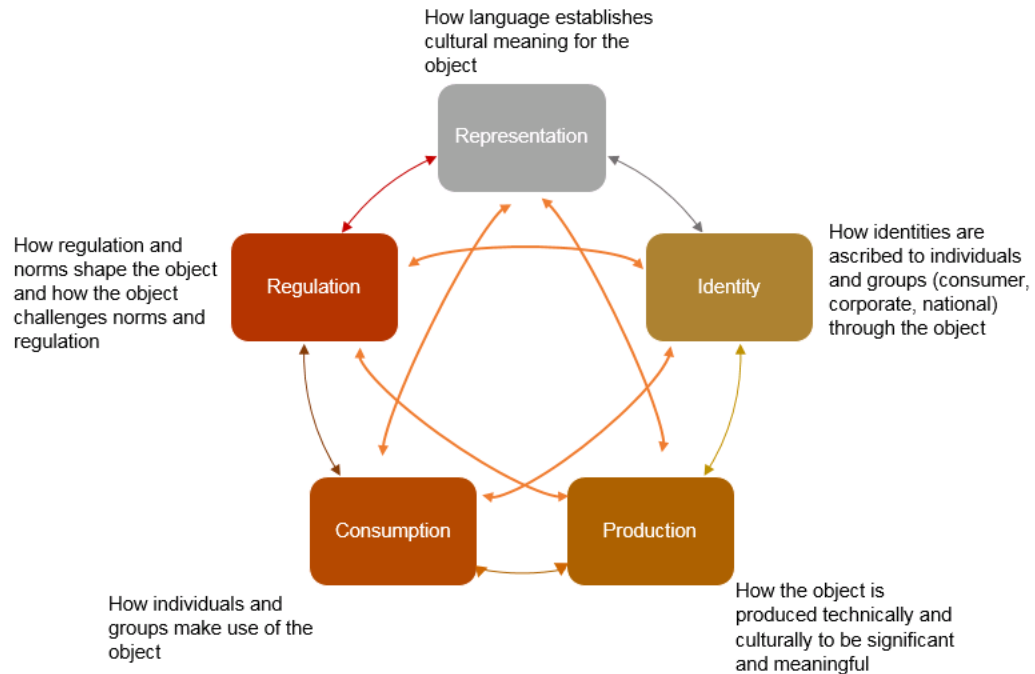 How language establishes
cultural meaning for the
object
Representation
How regulation and
norms shape the object
and how the object
challenges norms and
regulation
Regulation
Identity
How identities are
ascribed to individuals
and groups (consumer,
corporate, national)
through the object
Consumption
Production
How individuals and
groups make use of the
object
How the object is
produced technically and
culturally to be significant
and meaningful